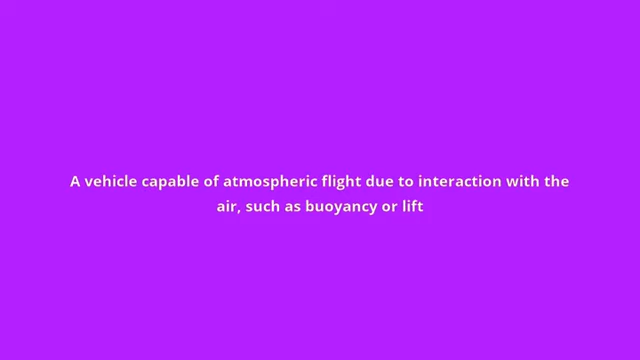 A vehicle capable of atmospheric flight due to interaction with the
air, such as buoyancy or lift